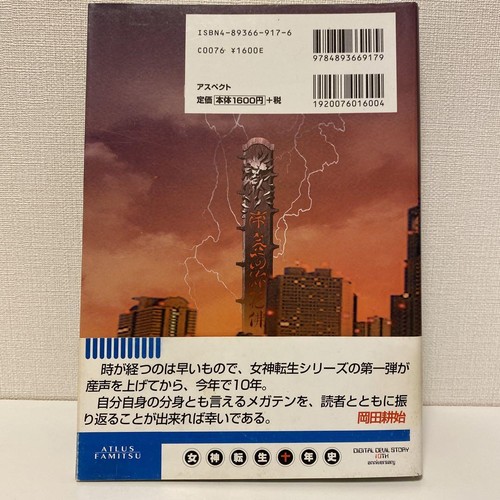 ISBN4-89366-917-6
C0076 ¥1600E
9784893669179
アスペクト
定価 本体1600円+税
1920076016004
時が経つのは早いもので、女神転生シリーズの第一弾が
産声を上げてから、今年で10年。
自分自身の分身とも言えるメガテンを、読者とともに振
り返ることが出来れば幸いである。
岡田耕始
ATLUS
FAMITSU
女神転生十年史
DIGITAL DEVIL STORY
10TH
anniversary